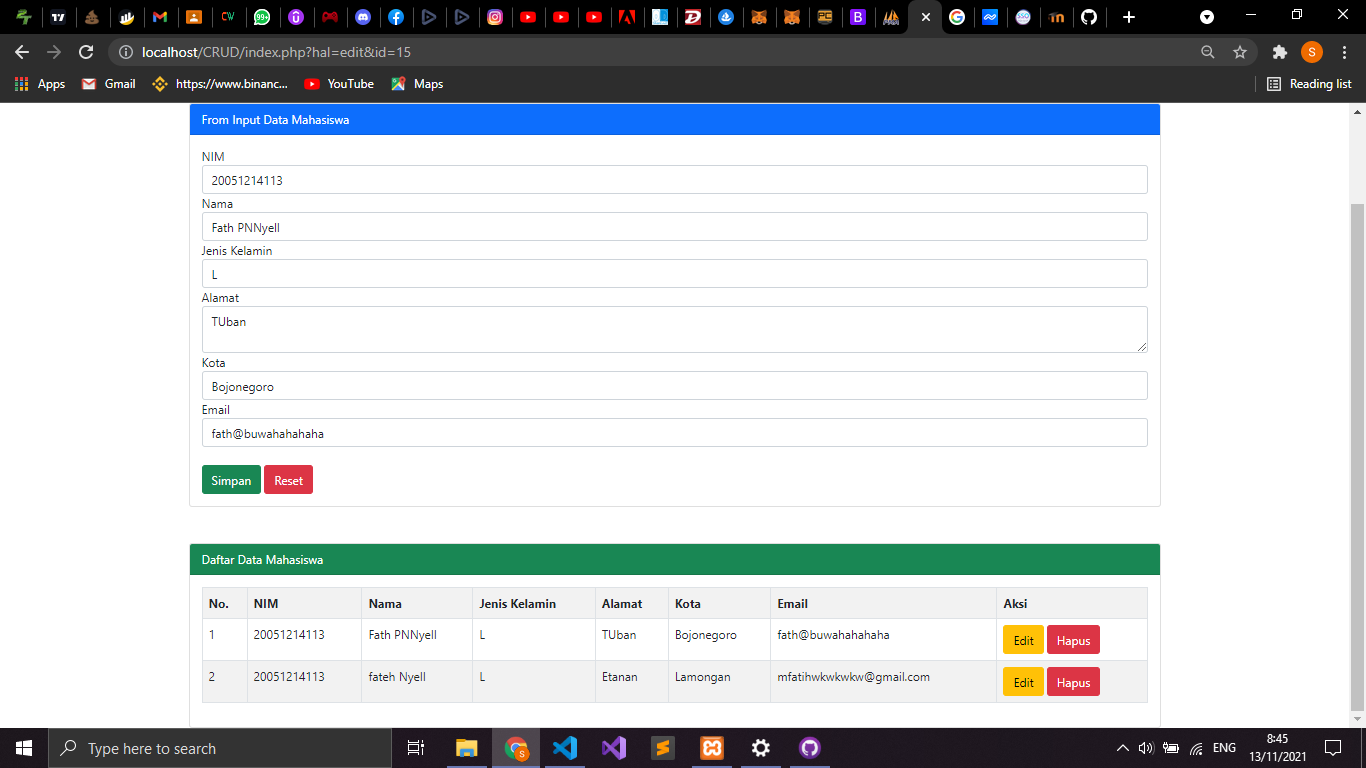 CW
99+
localhost/CRUD/index.php?hal=edit&id=15
S
Apps
Gmail
https://www.binanc...
YouTube
Maps
Reading list
From Input Data Mahasiswa
NIM
20051214113
Nama
Fath PNNyell
Jenis Kelamin
L
Alamat
TUban
Kota
Bojonegoro
Email
fath@buwahahahaha
Simpan Reset
Daftar Data Mahasiswa
No. NIM Nama Jenis Kelamin Alamat Kota Email Aksi
1 20051214113 Fath PNNyell L TUban Bojonegoro fath@buwahahahaha Edit Hapus
2 20051214113 fateh Nyell L Etanan Lamongan mfatihwkwkwkw@gmail.com Edit Hapus
Type here to search
ENG
8:45
13/11/2021